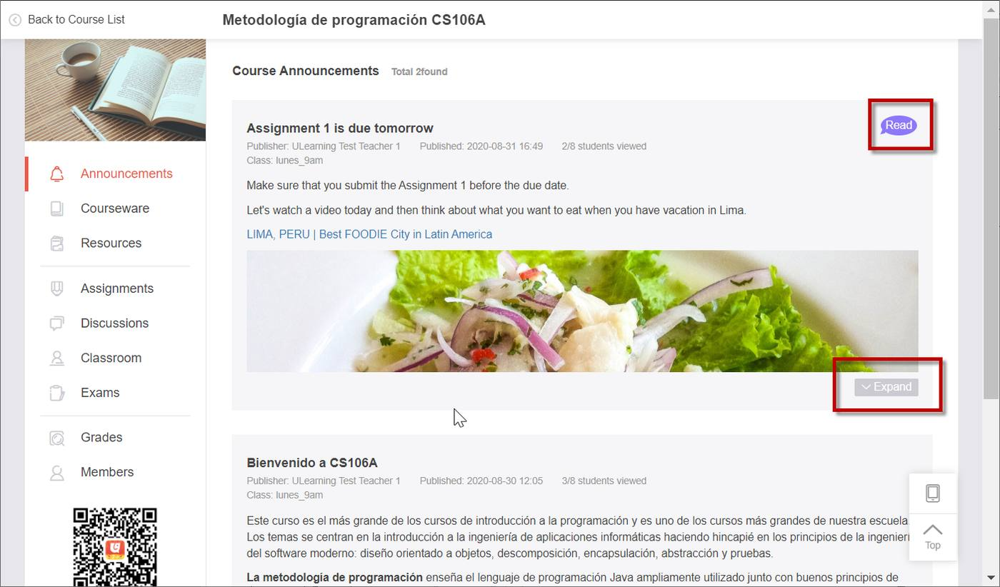 Back to Course List
Metodología de programación CS106A
Course Announcements Total 2found
Assignment 1 is due tomorrow
Read
Publisher: ULearning Test Teacher 1 Published: 2020-08-31 16:49 2/8 students viewed
Class: lunes_9am
Make sure that you submit the Assignment 1 before the due date.
Let's watch a video today and then think about what you want to eat when you have vacation in Lima.
LIMA, PERU | Best FOODIE City in Latin America
Expand
Announcements
Courseware
Resources
Assignments
Discussions
Classroom
Exams
Grades
Members
Bienvenido a CS106A
Publisher: ULearning Test Teacher 1 Published: 2020-08-30 12:05 3/8 students viewed
Class: lunes_9am
Este curso es el más grande de los cursos de introducción a la programación y es uno de los cursos más grandes de nuestra escuela.
Los temas se centran en la introducción a la ingeniería de aplicaciones informáticas haciendo hincapié en los principios de la ingenierí
del software moderno: diseño orientado a objetos, descomposición, encapsulación, abstracción y pruebas.
La metodología de programación enseña el lenguaje de programación Java ampliamente utilizado junto con buenos principios de
Top